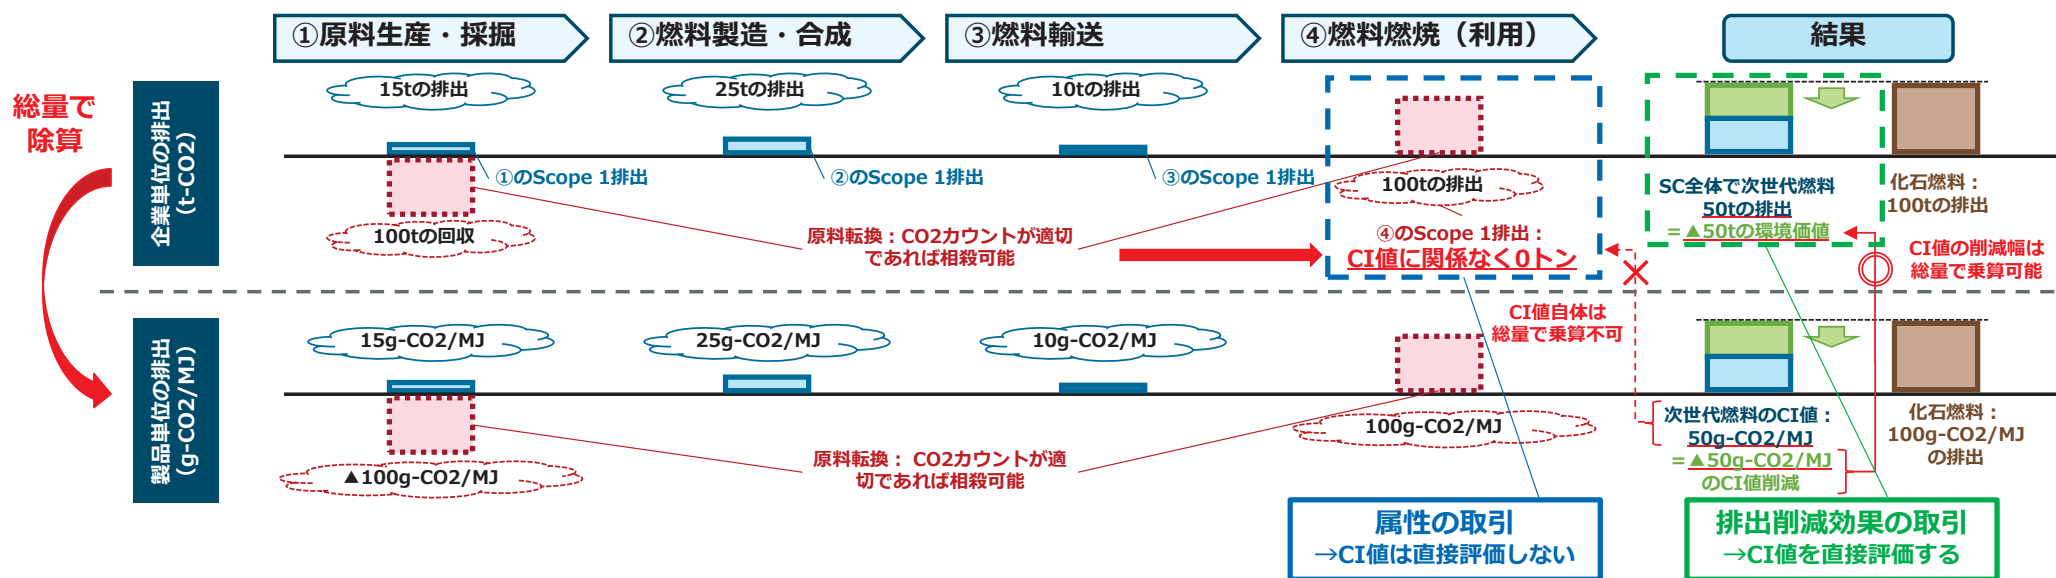 ①原料生産・採掘
②燃料製造・合成
③燃料輸送
④燃料燃焼（利用）
結果
総量で
除算
企業単位の排出
(t-CO2)
15tの排出
25tの排出
10tの排出
①のScope 1排出
②のScope 1排出
③のScope 1排出
100tの回収
原料転換：CO2カウントが適切
であれば相殺可能
100tの排出
④のScope 1排出：
CI値に関係なく0トン
SC全体で次世代燃料
50tの排出
=▲50tの環境価値
化石燃料：
100tの排出
CI値の削減幅は
総量で乗算可能
CI値自体は
総量で乗算不可
製品単位の排出
(g-CO2/MJ)
15g-CO2/MJ
25g-CO2/MJ
10g-CO2/MJ
▲100g-CO2/MJ
原料転換： CO2カウントが適
切であれば相殺可能
100g-CO2/MJ
次世代燃料のCI値：
50g-CO2/MJ
=▲50g-CO2/MJ
のCI値削減
化石燃料：
100g-CO2/MJ
の排出
属性の取引
→CI値は直接評価しない
排出削減効果の取引
→CI値を直接評価する